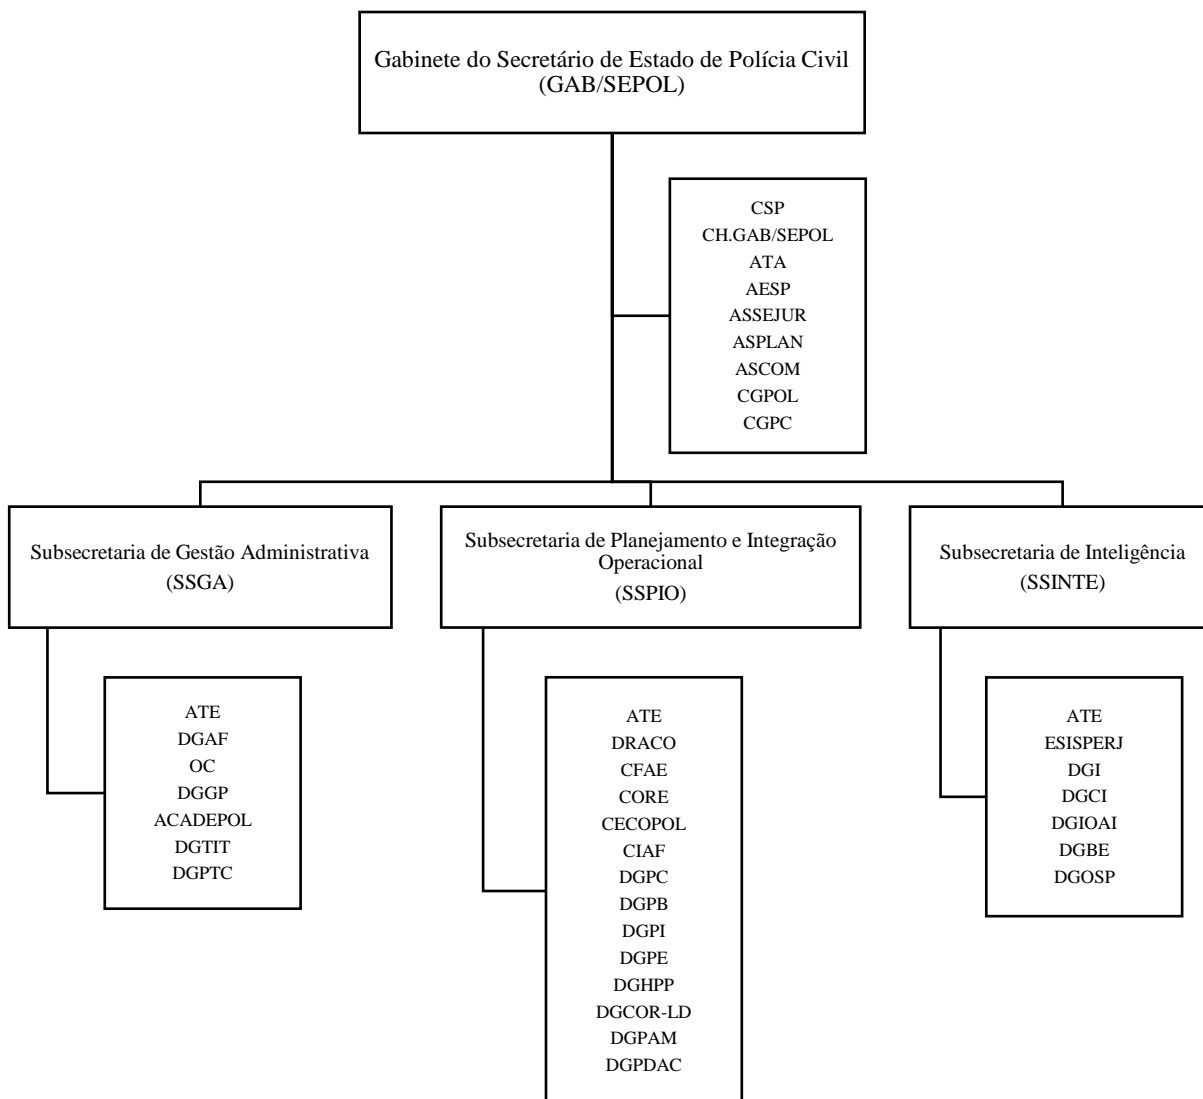 Gabinete do Secretário de Estado de Polícia Civil
(GAB/SEPOL)
CSP
CH.GAB/SEPOL
ATA
AESP
ASSEJUR
ASPLAN
ASCOM
CGPOL
CGPC
Subsecretaria de Gestão Administrativa
(SSGA)
Subsecretaria de Planejamento e Integração
Operacional
(SSPIO)
Subsecretaria de Inteligência
(SSINTE)
ATE
DGAF
OC
DGGP
ACADEPOL
DGTIT
DGPTC
ATE
DRACO
CFAE
CORE
CECOPOL
CIAF
DGPC
DGPB
DGPI
DGPE
DGHPP
DGCOR-LD
DGPAM
DGPDAC
ATE
ESISPERJ
DGI
DGCI
DGIOAI
DGBE
DGOSP